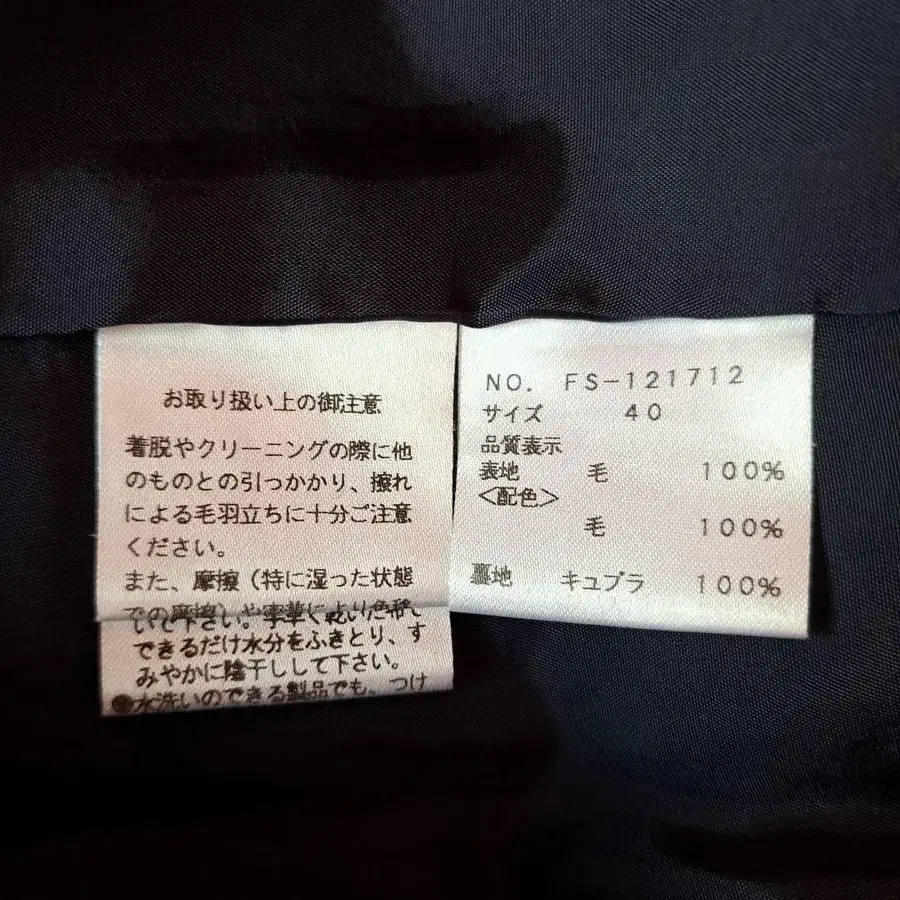 お取り扱い上の御注意
着脱やクリーニングの際に他
のものとの引っかかり、擦れ
による毛羽立ちに十分ご注意
ください。
また、摩擦（特に湿った状態
での摩擦）や
できるだけ水分をふきとり、す
みやかに陰干しして下さい。
●水洗いのできる製品でも、つけ
NO. FS-121712
サイズ 40
品質表示
表地 毛 100%
<配色>
毛 100%
裏地 キュプラ 100%